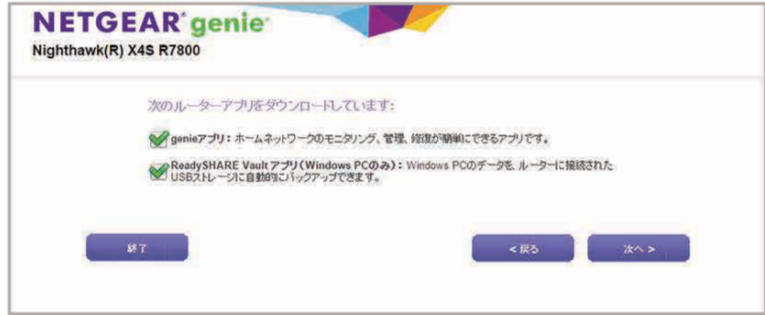 NETGEAR® genie®
Nighthawk(R) X4S R7800
次のルーターアプリをダウンロードしています:
genieアプリ: ホームネットワークのモニタリング、管理、修復が簡単にできるアプリです。
ReadySHARE Vault アプリ(Windows PCのみ): Windows PCのデータを、ルーターに接続された
USBストレージに自動的にバックアップできます。
終了
< 戻る
次へ >